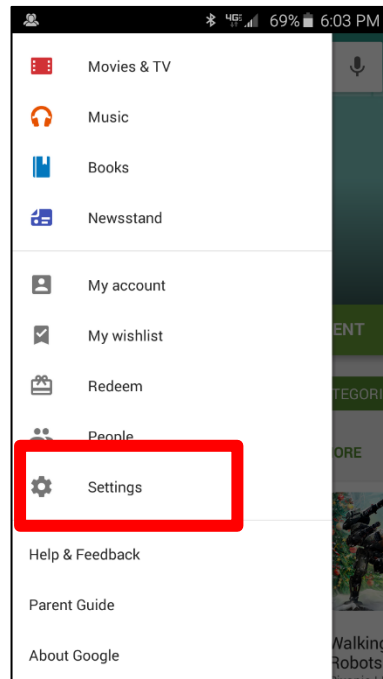 4G 69% 6:03 PM
Movies & TV
Music
Books
Newsstand
My account
My wishlist
ENT
Redeem
TEGORI
People
ORE
Settings
Help & Feedback
Parent Guide
Walking
Robots
About Google